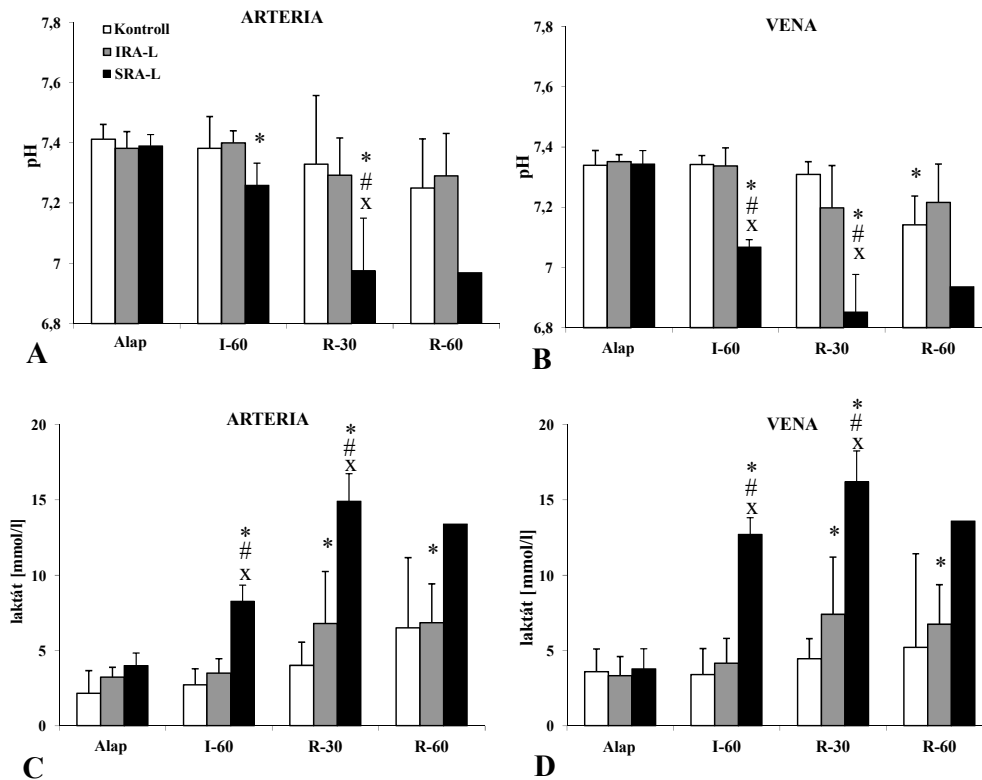 ARTERIA
7,8
7,6
7,4
7,2
7
6,8
pH
Kontroll
IRA-L
SRA-L
*
*
#
x
Alap I-60 R-30 R-60
A
VENA
7,8
7,6
7,4
7,2
7
6,8
pH
*
#
x
*
#
x
*
Alap I-60 R-30 R-60
B
ARTERIA
20
15
10
5
0
laktát [mmol/l]
*
#
x
*
*
#
x
*
Alap I-60 R-30 R-60
C
VENA
20
15
10
5
0
laktát [mmol/l]
*
#
x
*
*
#
x
*
Alap I-60 R-30 R-60
D